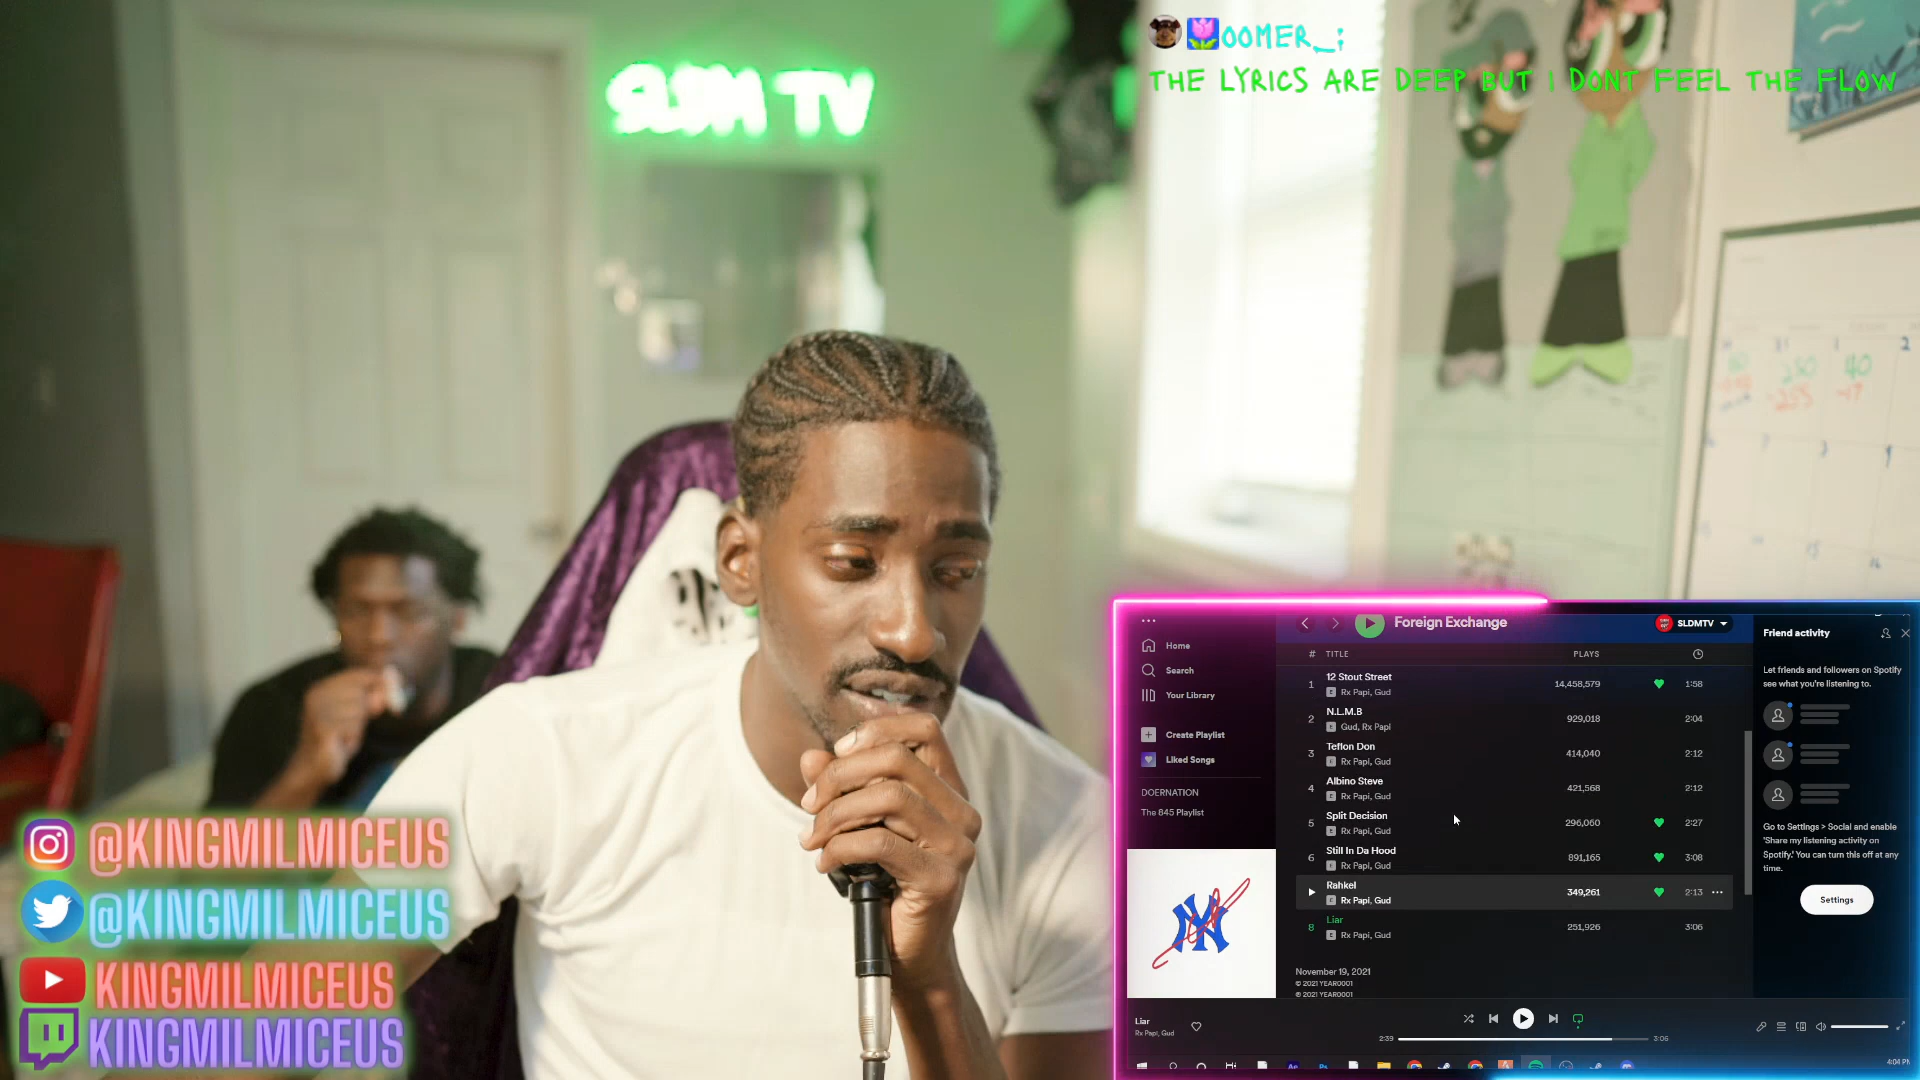 SLDM TV
OOMER_;
THE LYRICS ARE DEEP BUT I DONT FEEL THE FLOW
@KINGMILMICEUS
@KINGMILMICEUS
KINGMILMICEUS
KINGMILMICEUS
Home
Search
Your Library
Create Playlist
Liked Songs
DOERNATION
The 845 Playlist
Foreign Exchange
SLDMTV
# TITLE PLAYS
1 12 Stout Street 14,458,579 1:58
E Rx Papi, Gud
2 N.L.M.B 929,018 2:04
E Gud, Rx Papi
3 Teflon Don 414,040 2:12
E Rx Papi, Gud
4 Albino Steve 421,568 2:12
E Rx Papi, Gud
5 Split Decision 296,060 2:27
E Rx Papi, Gud
6 Still In Da Hood 891,165 3:08
E Rx Papi, Gud
Rahkel 349,261 2:13
E Rx Papi, Gud
8 Liar 251,926 3:06
E Rx Papi, Gud
November 19, 2021
© 2021 YEAR0001
℗ 2021 YEAR0001
Friend activity
Let friends and followers on Spotify
see what you're listening to.
Go to Settings > Social and enable
'Share my listening activity on
Spotify.' You can turn this off at any
time.
Settings
Liar
Rx Papi, Gud
2:39 3:06
4:04 PM